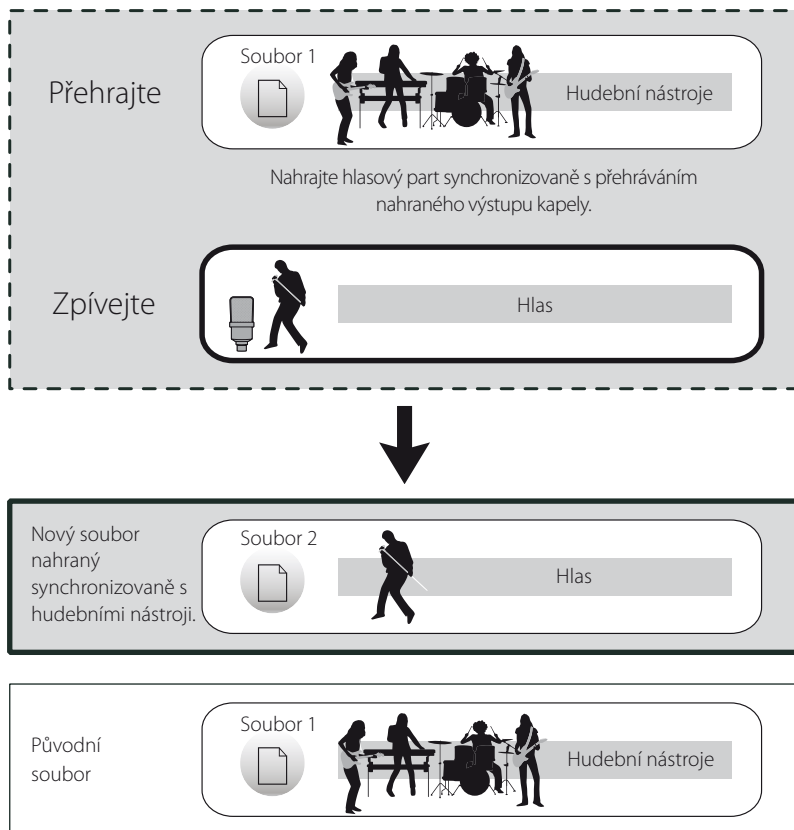 Soubor 1
Přehrajte
Hudební nástroje
Nahrajte hlasový part synchronizovaně s přehráváním
nahraného výstupu kapely.
Zpívejte
Hlas
Nový soubor
nahraný
synchronizovaně s
hudebními nástroji.
Soubor 2
Hlas
Původní
soubor
Soubor 1
Hudební nástroje